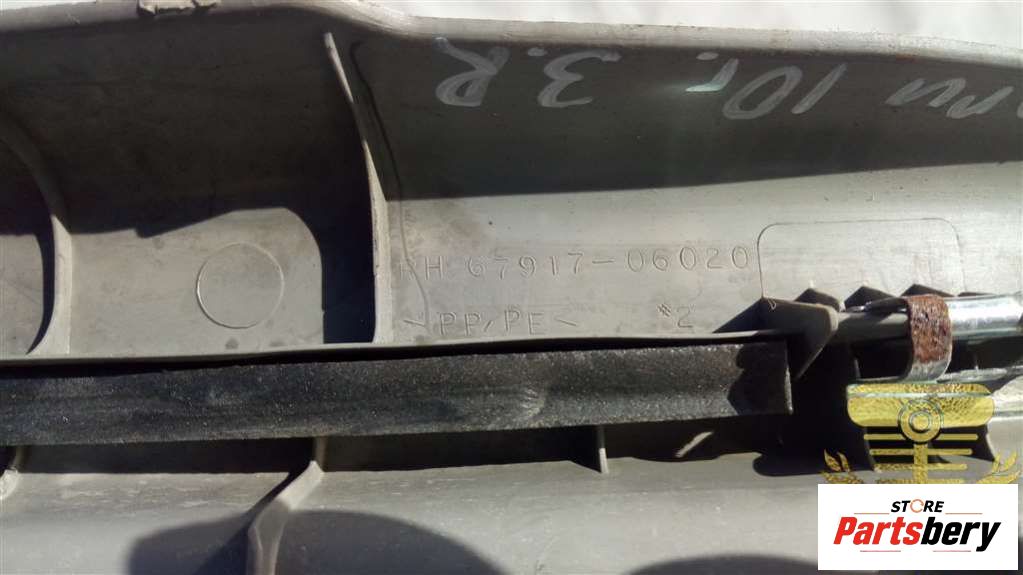 10г. 3.R
RH 67917-06020
<PP/PE< *2
STORE
Partsbery